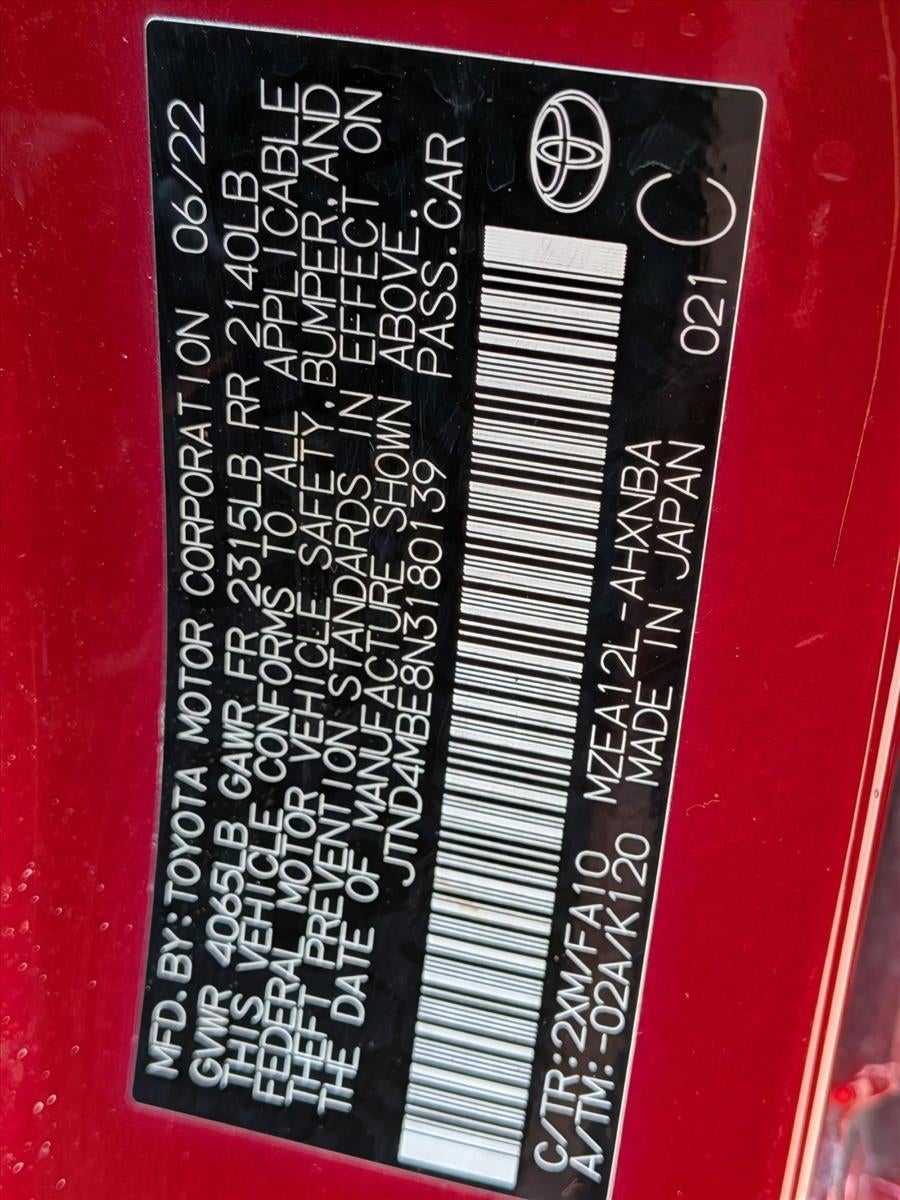 MFD.BY:TOYOTA MOTOR CORPORATION 06/22
GVWR 4065LB GAWR FR 2315LB RR 2140LB
THIS VEHICLE CONFORMS TO ALL APPLICABLE
FEDERAL MOTOR VEHICLE SAFETY,BUMPER,AND
THEFT PREVENTION STANDARDS IN EFFECT ON
THE DATE OF MANUFACTURE SHOWN ABOVE.
JTND4MBE8N3180139 PASS.CAR
C/TR:2XM/FA10 MZEA12L-AHXNBA
A/TM:-02A/K120 MADE IN JAPAN 021 C